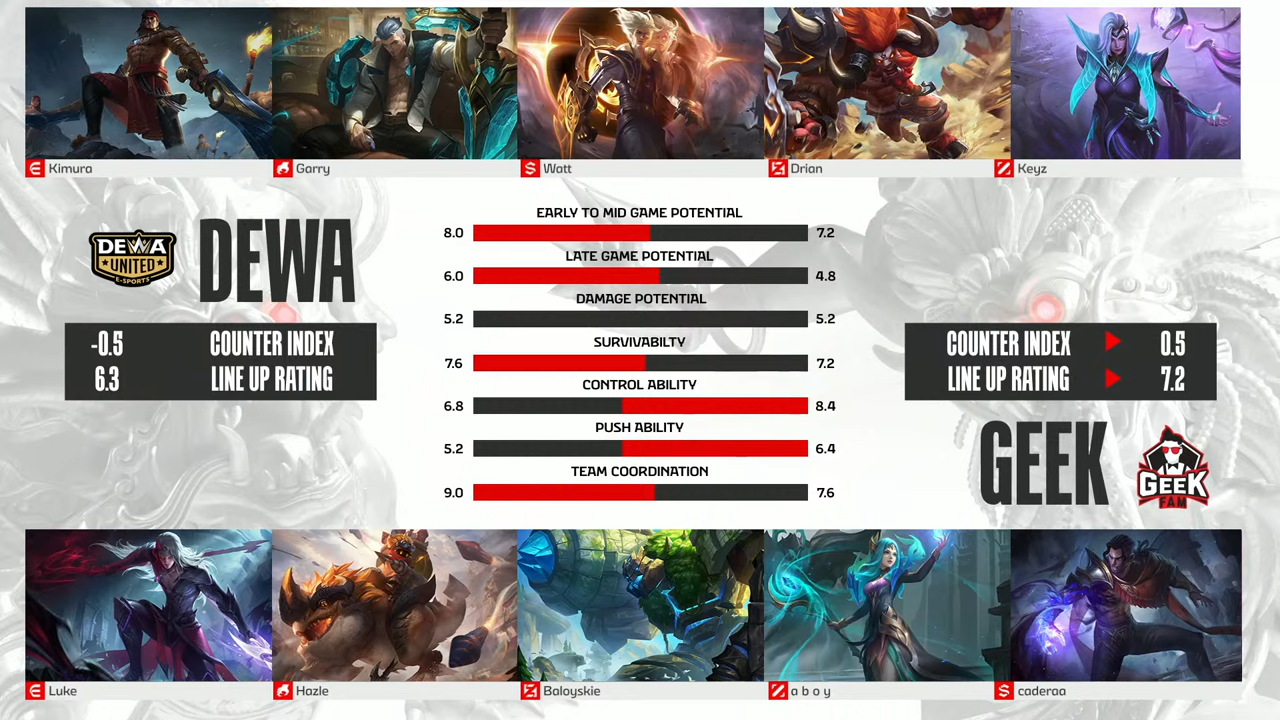 Kimura
Garry
Watt
Drian
Keyz
DEWA
UNITED
E-SPORTS
DEWA
-0.5 COUNTER INDEX
6.3 LINE UP RATING
EARLY TO MID GAME POTENTIAL
8.0 7.2
LATE GAME POTENTIAL
6.0 4.8
DAMAGE POTENTIAL
5.2 5.2
SURVIVABILTY
7.6 7.2
CONTROL ABILITY
6.8 8.4
PUSH ABILITY
5.2 6.4
TEAM COORDINATION
9.0 7.6
COUNTER INDEX 0.5
LINE UP RATING 7.2
GEEK
GEEK
FAM
Luke
Hazle
Baloyskie
a b o y
caderaa